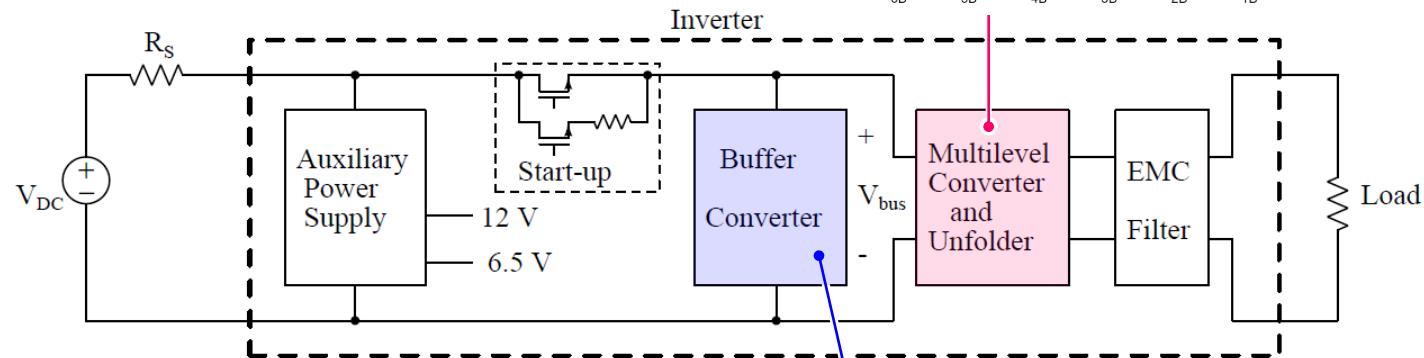 Inverter
R_S
V_DC
+
−
Auxiliary
Power
Supply
12 V
6.5 V
Start-up
Buffer
Converter
+
V_bus
-
Multilevel
Converter
and
Unfolder
EMC
Filter
Load